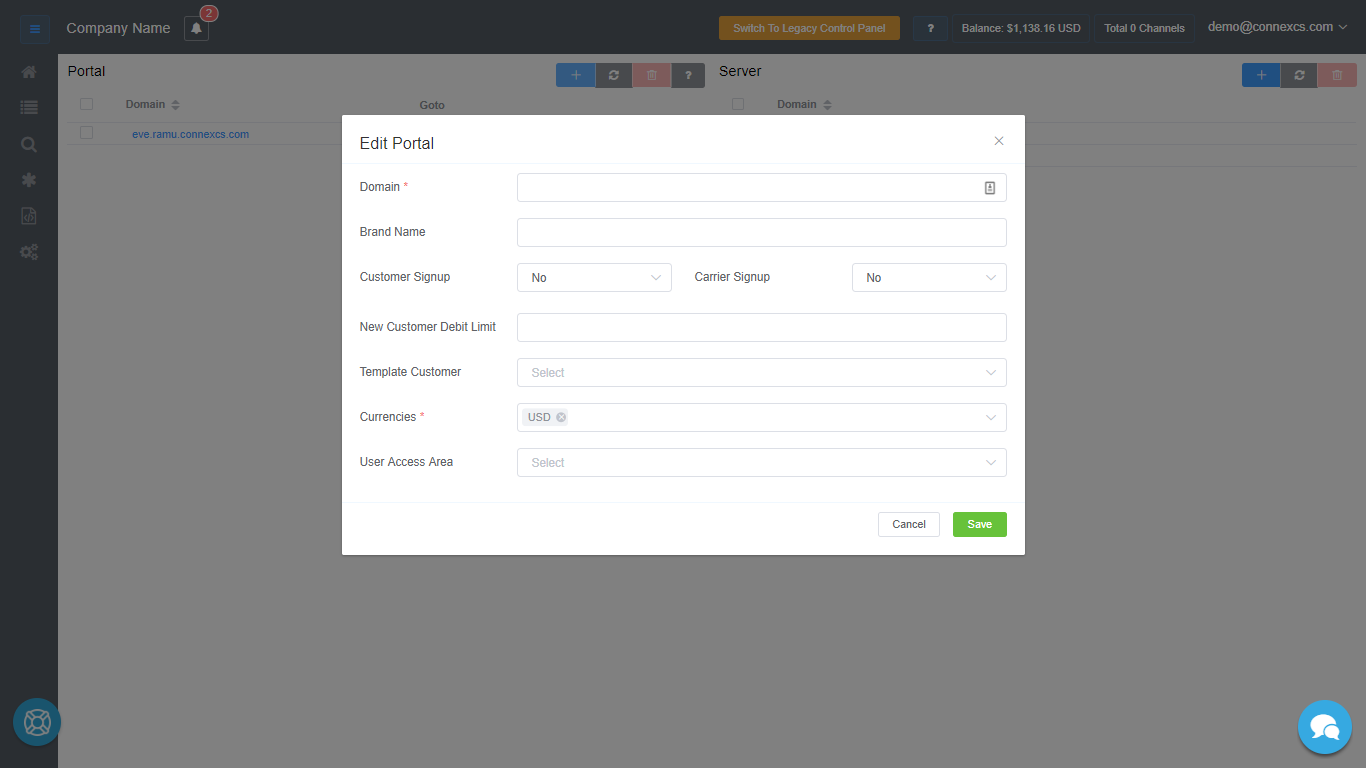 Company Name
2
Switch To Legacy Control Panel
?
Balance: $1,138.16 USD
Total 0 Channels
demo@connexcs.com
Portal
?
Server
Domain
Goto
Domain
eve.ramu.connexcs.com
Edit Portal
Domain *
Brand Name
Customer Signup
No
Carrier Signup
No
New Customer Debit Limit
Template Customer
Select
Currencies *
USD
User Access Area
Select
Cancel
Save